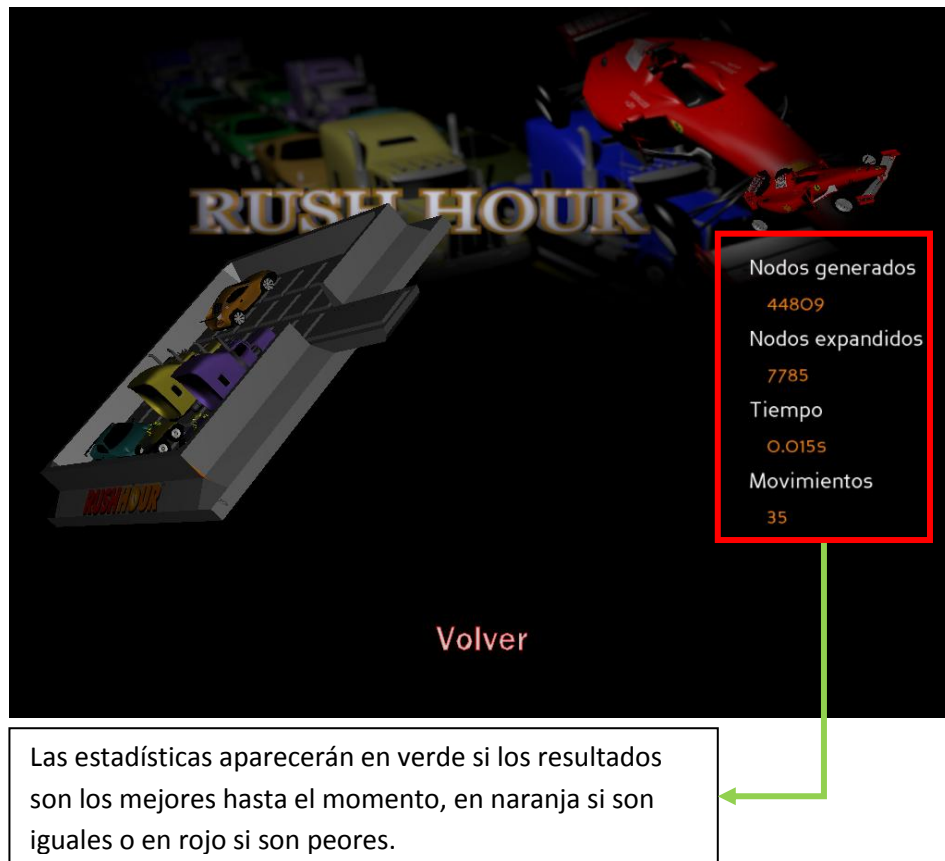 RUSH HOUR
Nodos generados
44809
Nodos expandidos
7785
Tiempo
0.015s
Movimientos
35
RUSHHOUR
Volver
Las estadísticas aparecerán en verde si los resultados
son los mejores hasta el momento, en naranja si son
iguales o en rojo si son peores.